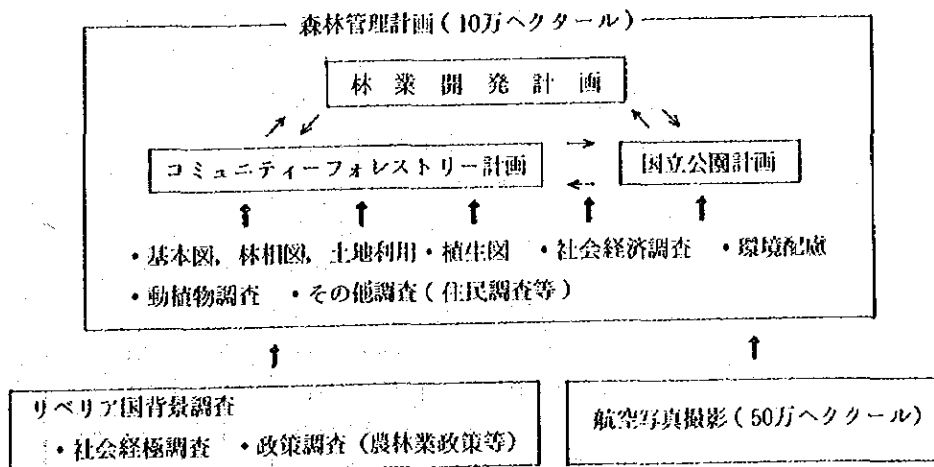 森林管理計画(10万ヘクタール)
林業開発計画
コミュニティーフォレストリー計画
国立公園計画
・基本図,林相図,土地利用・植生図 ・社会経済調査 ・環境配慮
・動植物調査 ・その他調査(住民調査等)
リベリア国背景調査
・社会経極調査 ・政策調査(農林業政策等)
航空写真撮影(50万ヘククール)